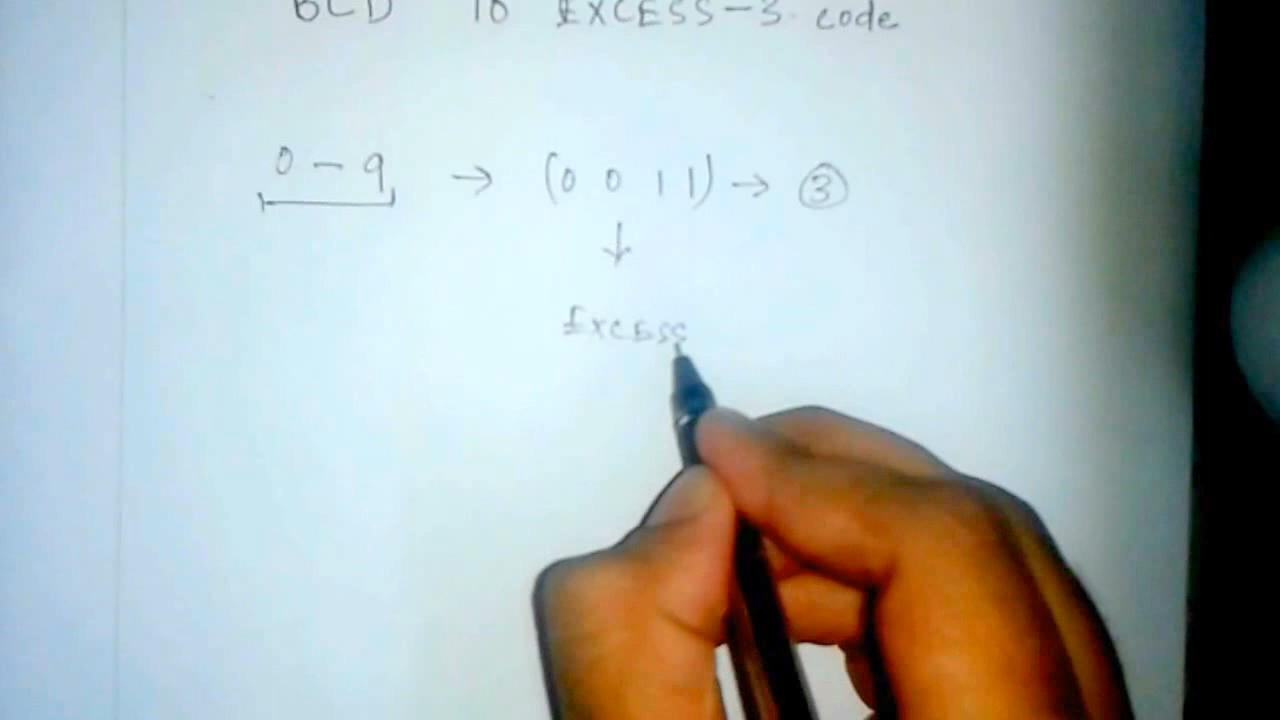 BCD TO EXCESS-3 code
0 - 9 → (0 0 1 1) → 3
↓
EXCESS